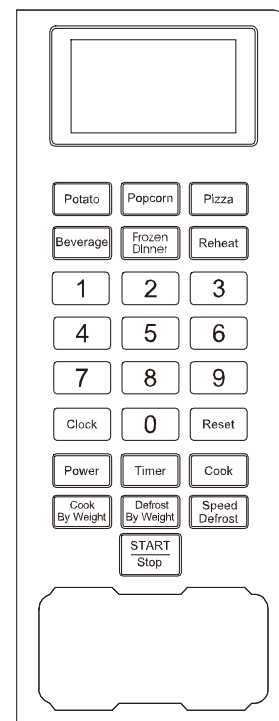 Potato Popcorn Pizza
Beverage Frozen Dinner Reheat
1 2 3
4 5 6
7 8 9
Clock 0 Reset
Power Timer Cook
Cook By Weight Defrost By Weight Speed Defrost
START
Stop